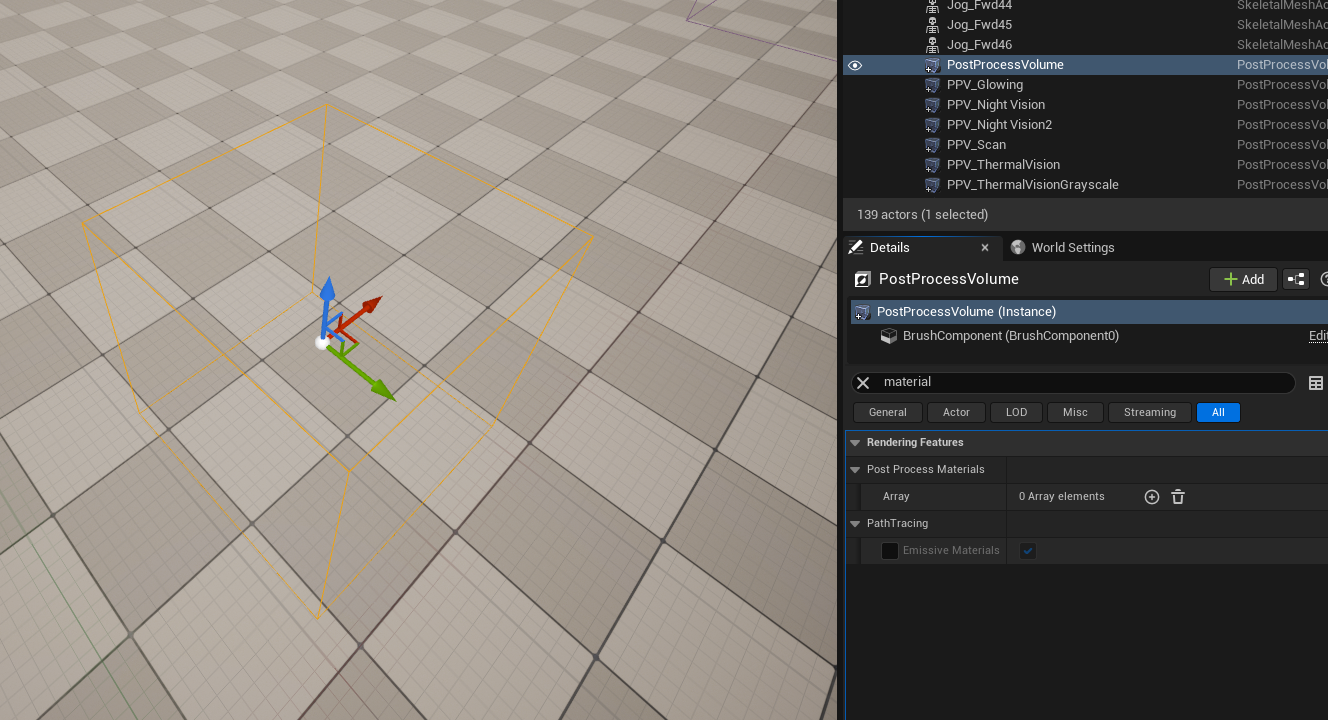 Jog_Fwd44 SkeletalMeshAc
Jog_Fwd45 SkeletalMeshAc
Jog_Fwd46 SkeletalMeshAc
PostProcessVolume PostProcessVol
PPV_Glowing PostProcessVol
PPV_Night Vision PostProcessVol
PPV_Night Vision2 PostProcessVol
PPV_Scan PostProcessVol
PPV_ThermalVision PostProcessVol
PPV_ThermalVisionGrayscale PostProcessVol
139 actors (1 selected)
Details World Settings
PostProcessVolume Add
PostProcessVolume (Instance)
BrushComponent (BrushComponent0) Edit
material
General Actor LOD Misc Streaming All
Rendering Features
Post Process Materials
Array 0 Array elements
PathTracing
Emissive Materials